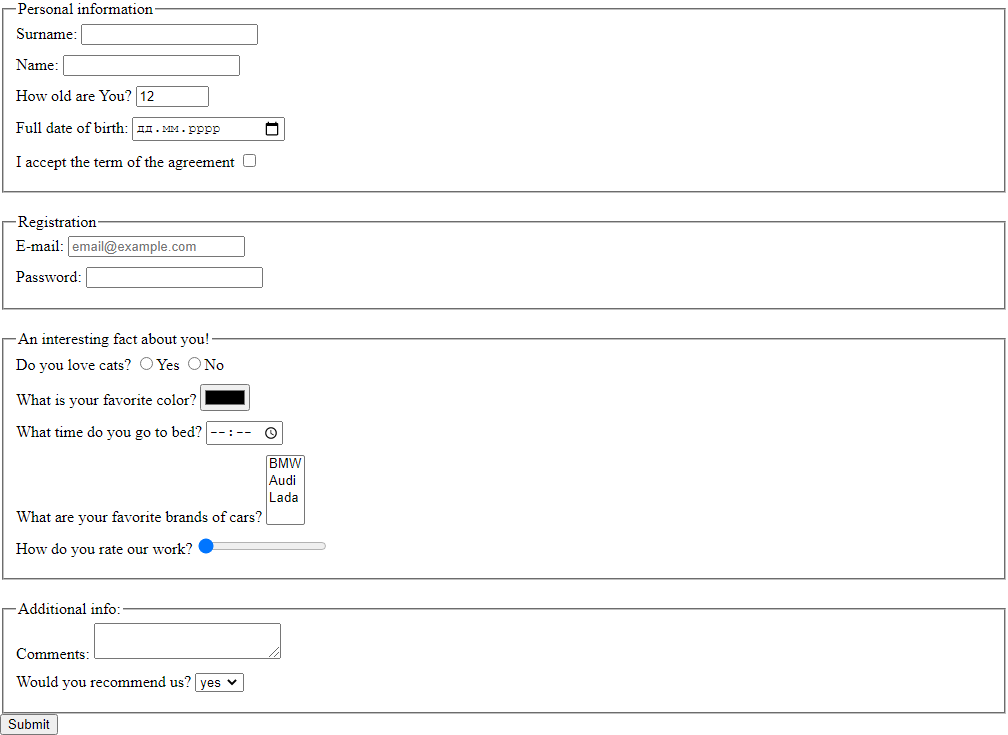 Personal information
Surname:
Name:
How old are You? 12
Full date of birth: дд.мм.рррр
I accept the term of the agreement
Registration
E-mail: email@example.com
Password:
An interesting fact about you!
Do you love cats? Yes No
What is your favorite color?
What time do you go to bed? --:--
BMW
Audi
Lada
What are your favorite brands of cars?
How do you rate our work?
Additional info:
Comments:
Would you recommend us? yes
Submit